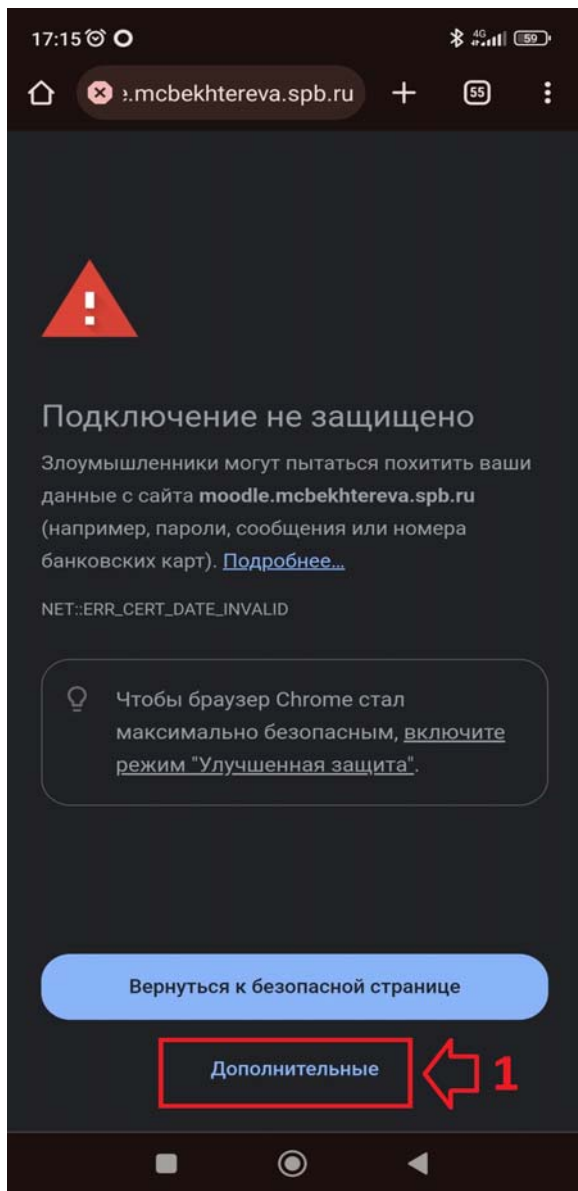 17:15
4G
59
:.mcbekhtereva.spb.ru
55
Подключение не защищено
Злоумышленники могут пытаться похитить ваши
данные с сайта moodle.mcbekhtereva.spb.ru
(например, пароли, сообщения или номера
банковских карт). Подробнее...
NET::ERR_CERT_DATE_INVALID
Чтобы браузер Chrome стал
максимально безопасным, включите
режим "Улучшенная защита".
Вернуться к безопасной странице
Дополнительные
1